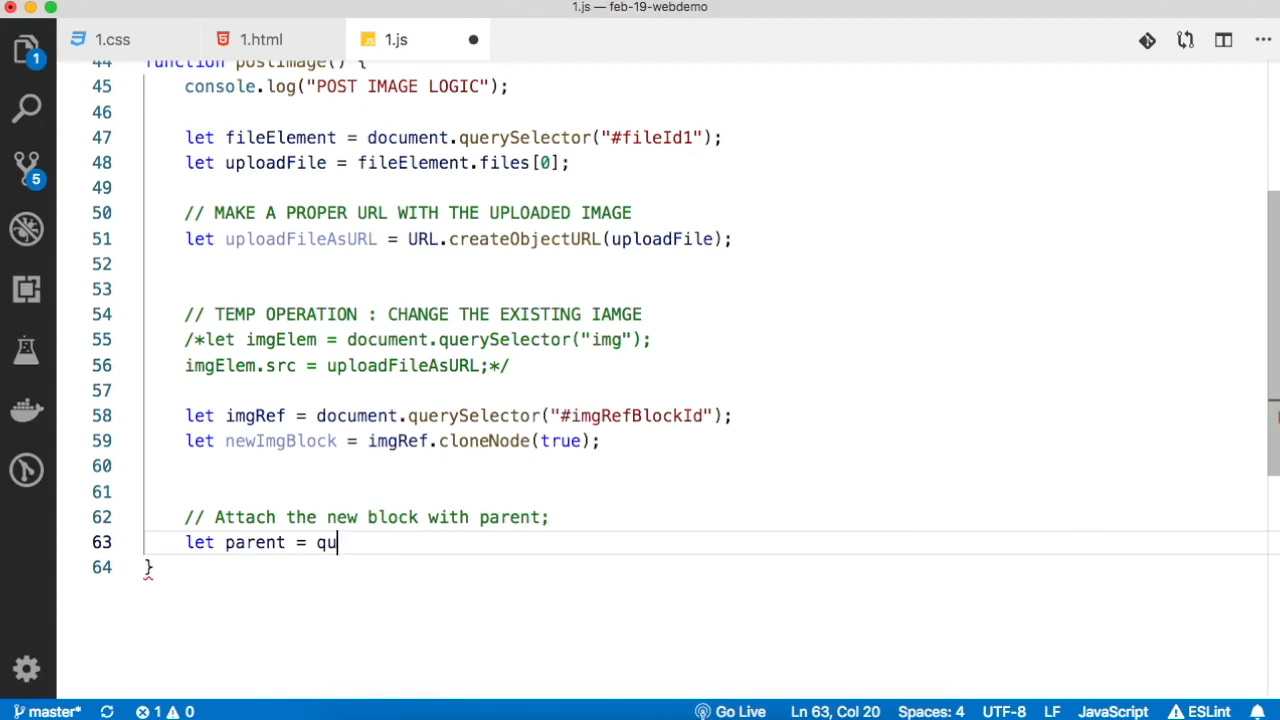 1.js — feb-19-webdemo
1.css
1.html
1.js
1
5
44 function postImage() {
45 console.log("POST IMAGE LOGIC");
46
47 let fileElement = document.querySelector("#fileId1");
48 let uploadFile = fileElement.files[0];
49
50 // MAKE A PROPER URL WITH THE UPLOADED IMAGE
51 let uploadFileAsURL = URL.createObjectURL(uploadFile);
52
53
54 // TEMP OPERATION : CHANGE THE EXISTING IAMGE
55 /*let imgElem = document.querySelector("img");
56 imgElem.src = uploadFileAsURL;*/
57
58 let imgRef = document.querySelector("#imgRefBlockId");
59 let newImgBlock = imgRef.cloneNode(true);
60
61
62 // Attach the new block with parent;
63 let parent = qu
64 }
master* 1 0 Go Live Ln 63, Col 20 Spaces: 4 UTF-8 LF JavaScript ESLint